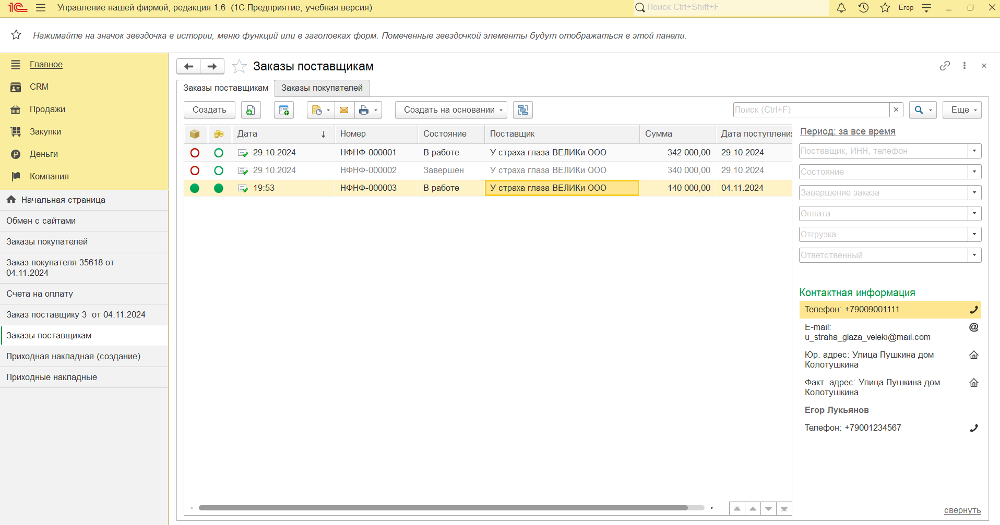 1С Управление нашей фирмой, редакция 1.6 (1С:Предприятие, учебная версия) Поиск Ctrl+Shift+F Егор
Нажимайте на значок звездочка в истории, меню функций или в заголовках форм. Помеченные звездочкой элементы будут отображаться в этой панели.
Главное
CRM
Продажи
Закупки
Деньги
Компания
Начальная страница
Обмен с сайтами
Заказы покупателей
Заказ покупателя 35618 от
04.11.2024
Счета на оплату
Заказ поставщику 3 от 04.11.2024
Заказы поставщикам
Приходная накладная (создание)
Приходные накладные
Заказы поставщикам
Заказы поставщикам Заказы покупателей
Создать Создать на основании Поиск (Ctrl+F) Еще
Дата Номер Состояние Поставщик Сумма Дата поступления
29.10.2024 НФНФ-000001 В работе У страха глаза ВЕЛИКи ООО 342 000,00 29.10.2024
29.10.2024 НФНФ-000002 Завершен У страха глаза ВЕЛИКи ООО 340 000,00 29.10.2024
19:53 НФНФ-000003 В работе У страха глаза ВЕЛИКи ООО 140 000,00 04.11.2024
Период: за все время
Поставщик, ИНН, телефон
Состояние
Завершение заказа
Оплата
Отгрузка
Ответственный
Контактная информация
Телефон: +79009001111
E-mail:
u_straha_glaza_veleki@mail.com
Юр. адрес: Улица Пушкина дом
Колотушкина
Факт. адрес: Улица Пушкина дом
Колотушкина
Егор Лукьянов
Телефон: +79001234567
свернуть